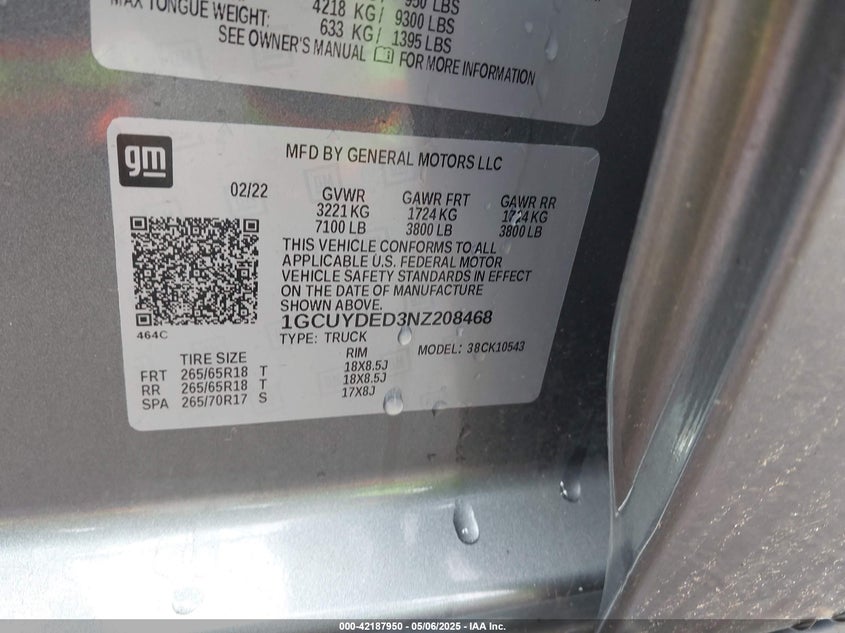 950 LBS
4218 KG / 9300 LBS
MAX TONGUE WEIGHT: 633 KG / 1395 LBS
SEE OWNER'S MANUAL FOR MORE INFORMATION
gm
MFD BY GENERAL MOTORS LLC
02/22 GVWR GAWR FRT GAWR RR
3221 KG 1724 KG 1724 KG
7100 LB 3800 LB 3800 LB
THIS VEHICLE CONFORMS TO ALL
APPLICABLE U.S. FEDERAL MOTOR
VEHICLE SAFETY STANDARDS IN EFFECT
ON THE DATE OF MANUFACTURE
SHOWN ABOVE.
1GCUYDED3NZ208468
464C
TYPE: TRUCK MODEL: 38CK10543
TIRE SIZE RIM
FRT 265/65R18 T 18X8.5J
RR 265/65R18 T 18X8.5J
SPA 265/70R17 S 17X8J
000-42187950 - 05/06/2025 - IAA Inc.